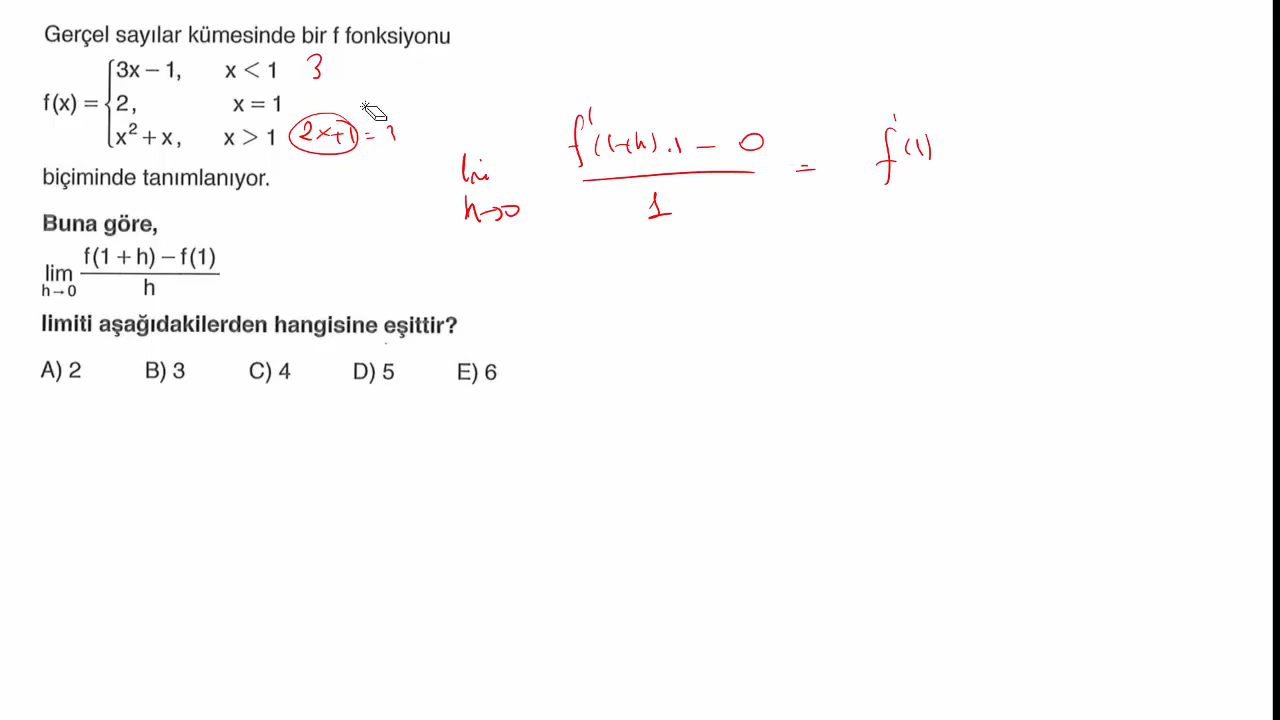 Gerçel sayılar kümesinde bir f fonksiyonu
3x – 1, x < 1 3
f(x) = 2, x = 1
x² + x, x > 1 2x+1 = 3
biçiminde tanımlanıyor.
lim h→0 f'(1+h).1 – 0 / 1 = f'(1)
Buna göre,
lim h→0 f(1 + h) – f(1) / h
limiti aşağıdakilerden hangisine eşittir?
A) 2 B) 3 C) 4 D) 5 E) 6